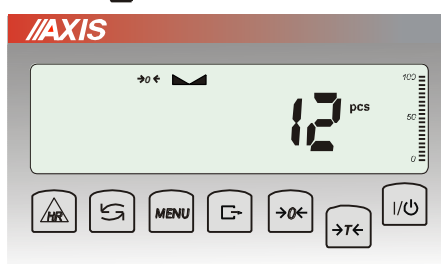 //AXIS
→0←
100
12 pcs
50
0
HR
MENU
→0←
→T←
I/⏻